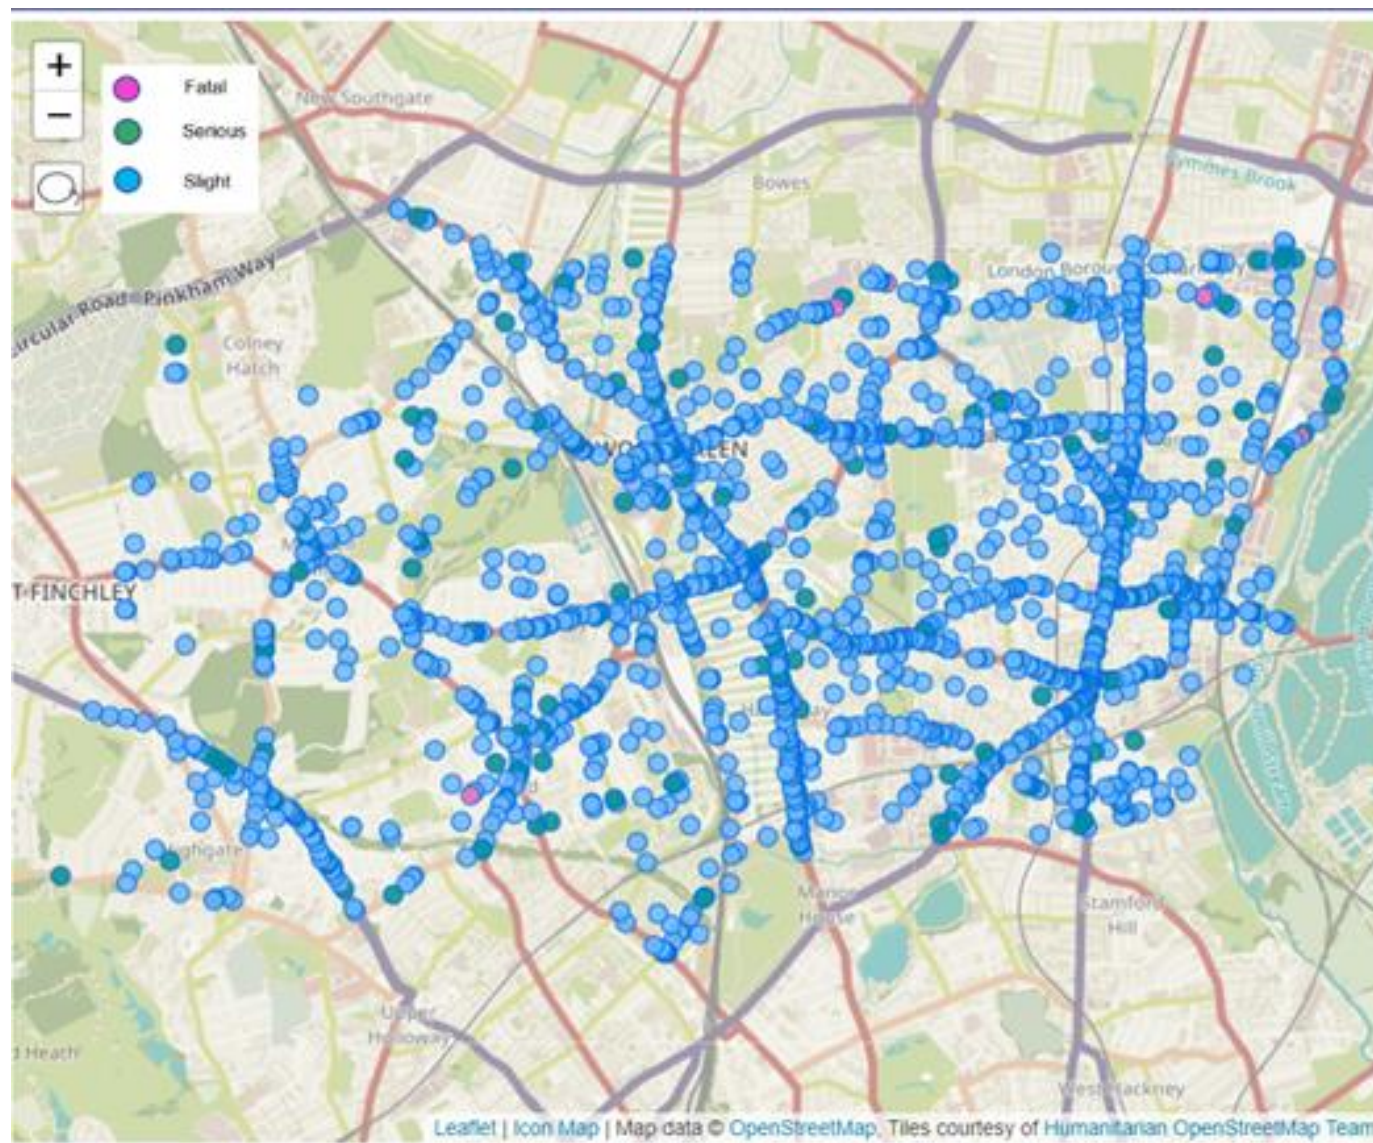 +
−
Fatal
Serious
Slight
New Southgate
Bowes
Pymmes Brook
Circular Road
Pinkham Way
London
Colney
Hatch
T FINCHLEY
Highgate
Manor
House
Stamford
Hill
Upper
Holloway
d Heath
West Hackney
Leaflet | Icon Map | Map data © OpenStreetMap, Tiles courtesy of Humanitarian OpenStreetMap Team